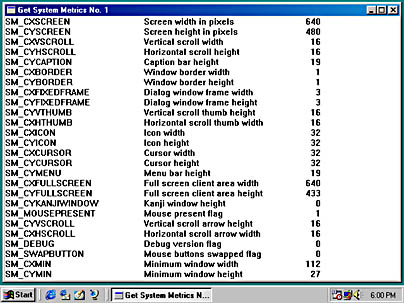 Get System Metrics No. 1
SM_CXSCREEN Screen width in pixels 640
SM_CYSCREEN Screen height in pixels 480
SM_CXVSCROLL Vertical scroll width 16
SM_CYHSCROLL Horizontal scroll height 16
SM_CYCAPTION Caption bar height 19
SM_CXBORDER Window border width 1
SM_CYBORDER Window border height 1
SM_CXFIXEDFRAME Dialog window frame width 3
SM_CYFIXEDFRAME Dialog window frame height 3
SM_CYVTHUMB Vertical scroll thumb height 16
SM_CXHTHUMB Horizontal scroll thumb width 16
SM_CXICON Icon width 32
SM_CYICON Icon height 32
SM_CXCURSOR Cursor width 32
SM_CYCURSOR Cursor height 32
SM_CYMENU Menu bar height 19
SM_CXFULLSCREEN Full screen client area width 640
SM_CYFULLSCREEN Full screen client area height 433
SM_CYKANJIWINDOW Kanji window height 0
SM_MOUSEPRESENT Mouse present flag 1
SM_CYVSCROLL Vertical scroll arrow height 16
SM_CXHSCROLL Horizontal scroll arrow width 16
SM_DEBUG Debug version flag 0
SM_SWAPBUTTON Mouse buttons swapped flag 0
SM_CXMIN Minimum window width 112
SM_CYMIN Minimum window height 27
Start Get System Metrics N... 6:00 PM